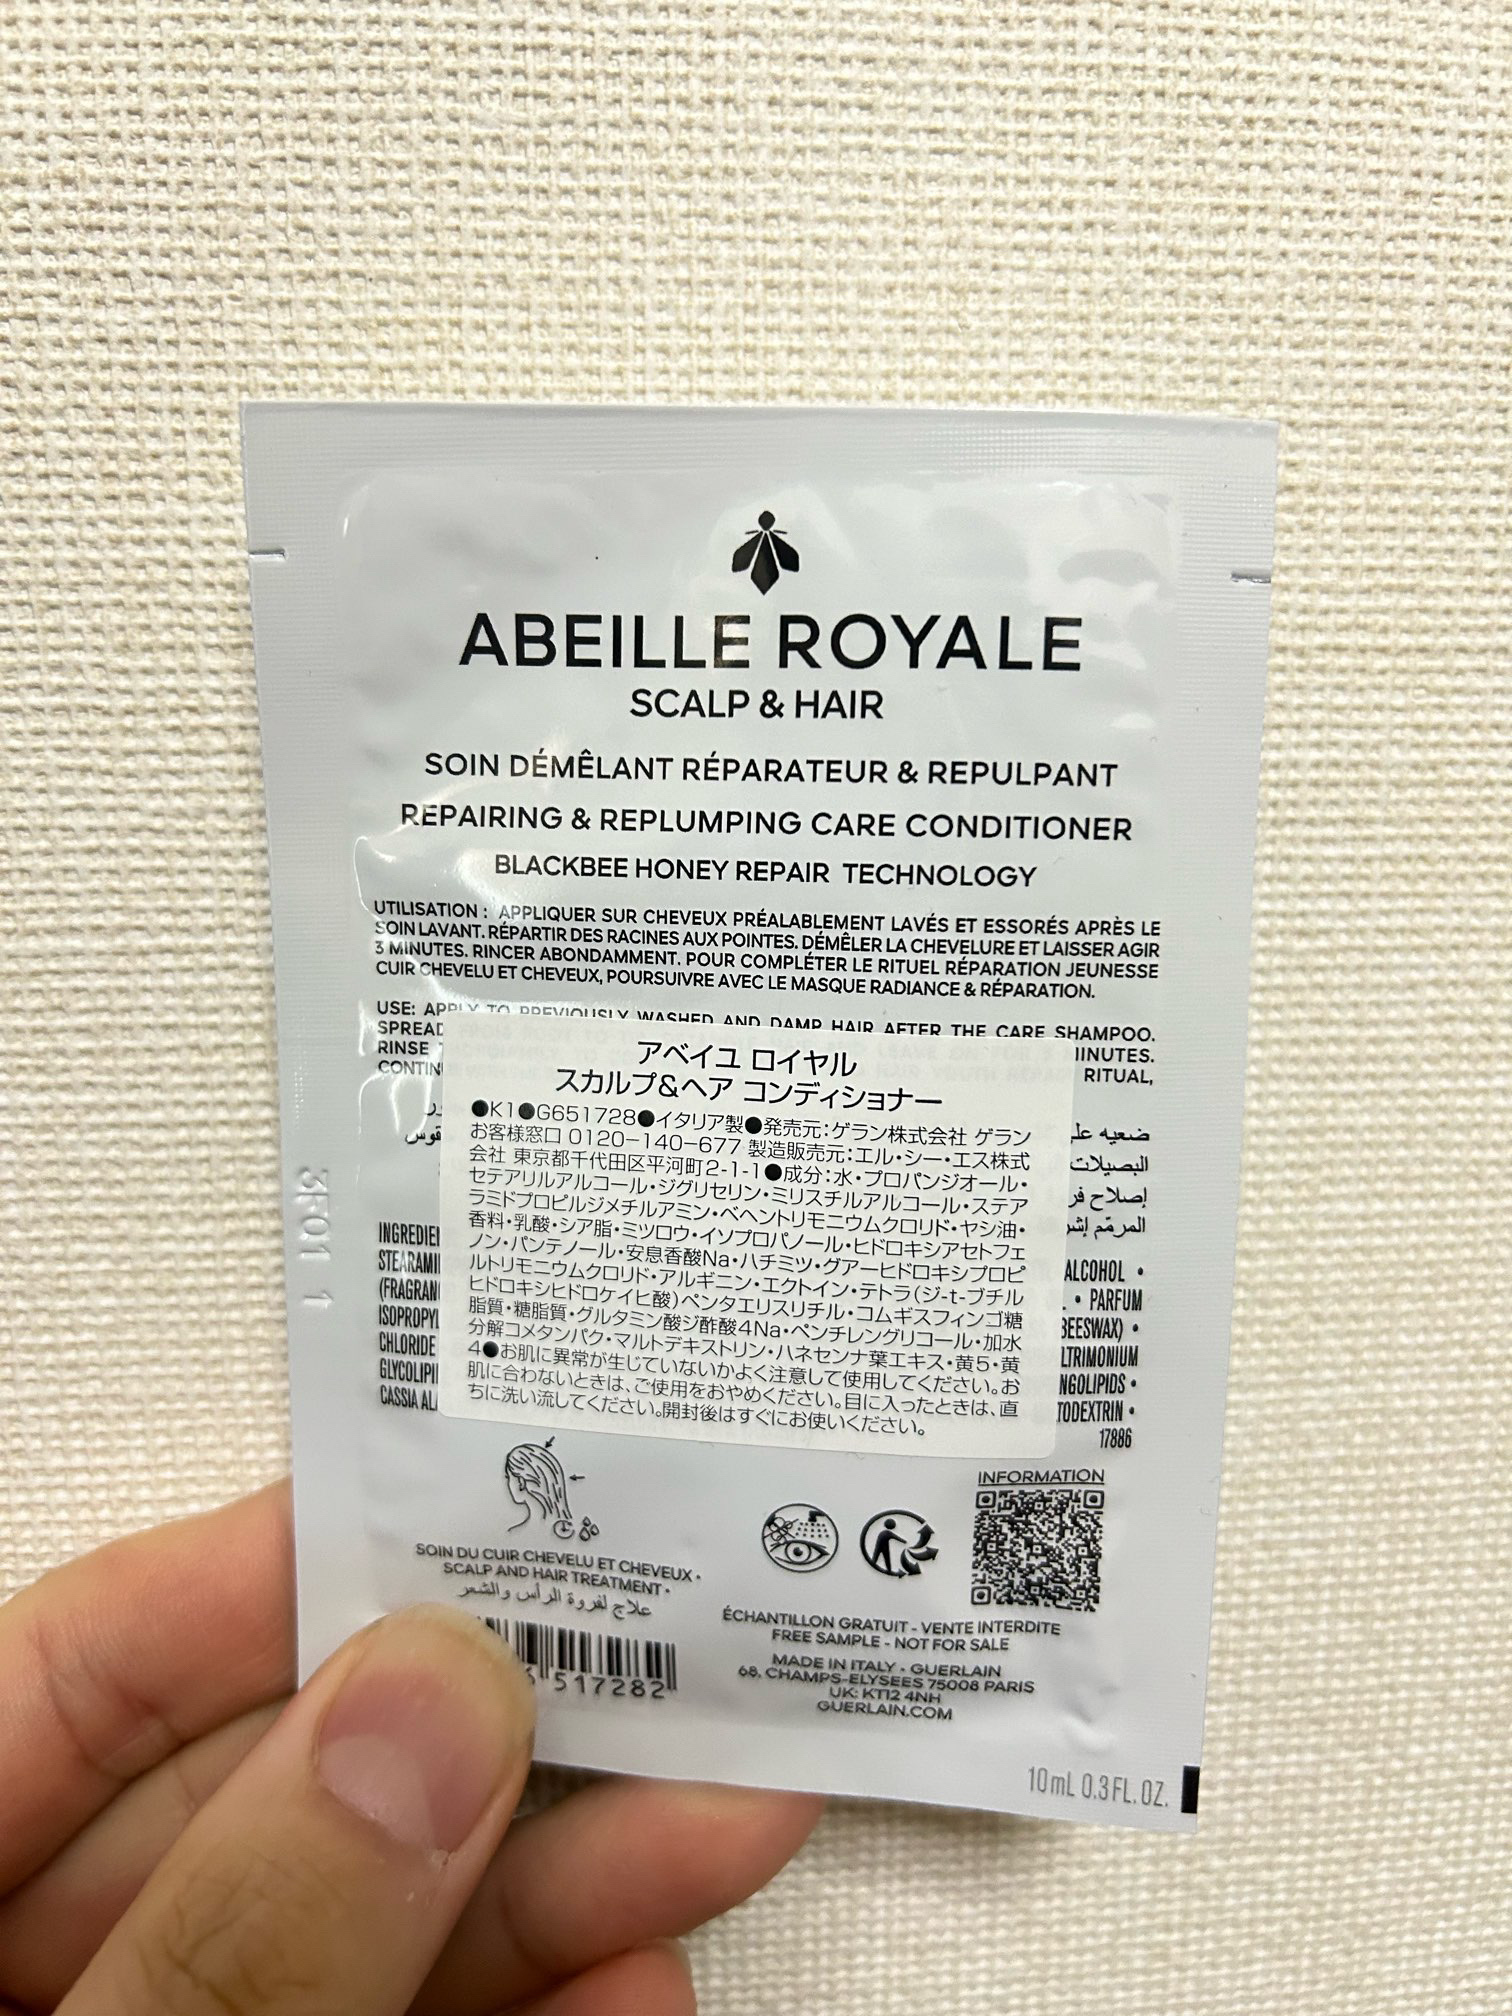 ABEILLE ROYALE
SCALP & HAIR
SOIN DÉMÊLANT RÉPARATEUR & REPULPANT
REPAIRING & REPLUMPING CARE CONDITIONER
BLACKBEE HONEY REPAIR TECHNOLOGY
UTILISATION : APPLIQUER SUR CHEVEUX PRÉALABLEMENT LAVÉS ET ESSORÉS APRÈS LE
SOIN LAVANT. RÉPARTIR DES RACINES AUX POINTES. DÉMÊLER LA CHEVELURE ET LAISSER AGIR
3 MINUTES. RINCER ABONDAMMENT. POUR COMPLÉTER LE RITUEL RÉPARATION JEUNESSE
CUIR CHEVELU ET CHEVEUX, POURSUIVRE AVEC LE MASQUE RADIANCE & RÉPARATION.
USE: APPLY TO PREVIOUSLY WASHED AND DAMP HAIR AFTER THE CARE SHAMPOO.
SPREAD
RINSE MINUTES.
CONTIN RITUAL,
アベイユ ロイヤル
スカルプ&ヘア コンディショナー
●K1●G651728●イタリア製●発売元:ゲラン株式会社 ゲラン
お客様窓口 0120-140-677 製造販売元:エル・シー・エス株式
会社 東京都千代田区平河町2-1-1●成分:水・プロパンジオール・
セテアリルアルコール・ジグリセリン・ミリスチルアルコール・ステア
ラミドプロピルジメチルアミン・ベヘントリモニウムクロリド・ヤシ油・
香料・乳酸・シア脂・ミツロウ・イソプロパノール・ヒドロキシアセトフェ
ノン・パンテノール・安息香酸Na・ハチミツ・グアーヒドロキシプロピ
ルトリモニウムクロリド・アルギニン・エクトイン・テトラ(ジ-t-ブチル
ヒドロキシヒドロケイヒ酸)ペンタエリスリチル・コムギスフィンゴ糖
脂質・糖脂質・グルタミン酸ジ酢酸4Na・ペンチレングリコール・加水
分解コメタンパク・マルトデキストリン・ハネセンナ葉エキス・黄5・黄
4●お肌に異常が生じていないかよく注意して使用してください。お
肌に合わないときは、ご使用をおやめください。目に入ったときは、直
ちに洗い流してください。開封後はすぐにお使いください。
ضعيه عل
البصيلات
إصلاح فر
المرمّم إشر
INGREDIEN ALCOHOL •
STEARAMI • PARFUM
(FRAGRAN BEESWAX) •
ISOPROPYL LTRIMONIUM
CHLORIDE NGOLIPIDS •
GLYCOLIPI TODEXTRIN •
CASSIA AL 17886
3F01 1
INFORMATION
SOIN DU CUIR CHEVELU ET CHEVEUX •
SCALP AND HAIR TREATMENT •
علاج لفروة الرأس والشعر
517282
ÉCHANTILLON GRATUIT - VENTE INTERDITE
FREE SAMPLE - NOT FOR SALE
MADE IN ITALY - GUERLAIN
68, CHAMPS-ELYSEES 75008 PARIS
UK: KT12 4NH
GUERLAIN.COM
10mL 0.3FL.OZ.